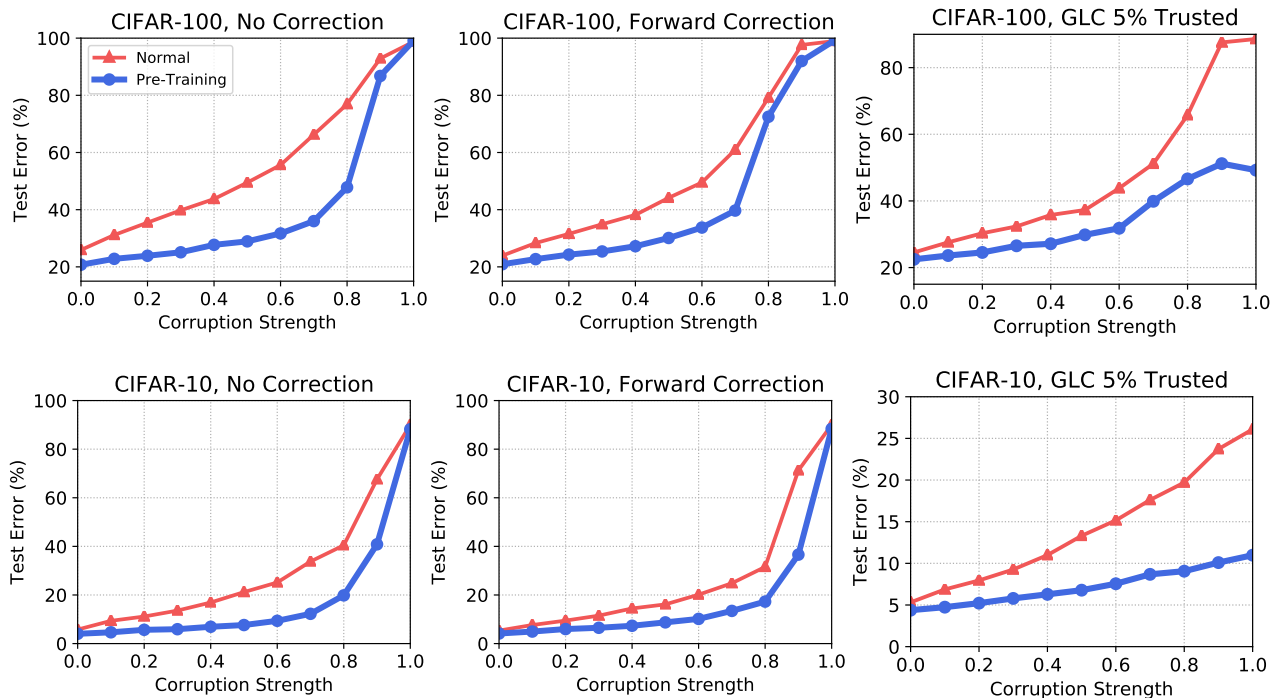 CIFAR-100, No Correction
100
80
60
40
20
0.0 0.2 0.4 0.6 0.8 1.0
Test Error (%)
Corruption Strength
Normal
Pre-Training
CIFAR-100, Forward Correction
100
80
60
40
20
0.0 0.2 0.4 0.6 0.8 1.0
Test Error (%)
Corruption Strength
CIFAR-100, GLC 5% Trusted
80
60
40
20
0.0 0.2 0.4 0.6 0.8 1.0
Test Error (%)
Corruption Strength
CIFAR-10, No Correction
100
80
60
40
20
0
0.0 0.2 0.4 0.6 0.8 1.0
Test Error (%)
Corruption Strength
CIFAR-10, Forward Correction
100
80
60
40
20
0
0.0 0.2 0.4 0.6 0.8 1.0
Test Error (%)
Corruption Strength
CIFAR-10, GLC 5% Trusted
30
25
20
15
10
5
0
0.0 0.2 0.4 0.6 0.8 1.0
Test Error (%)
Corruption Strength